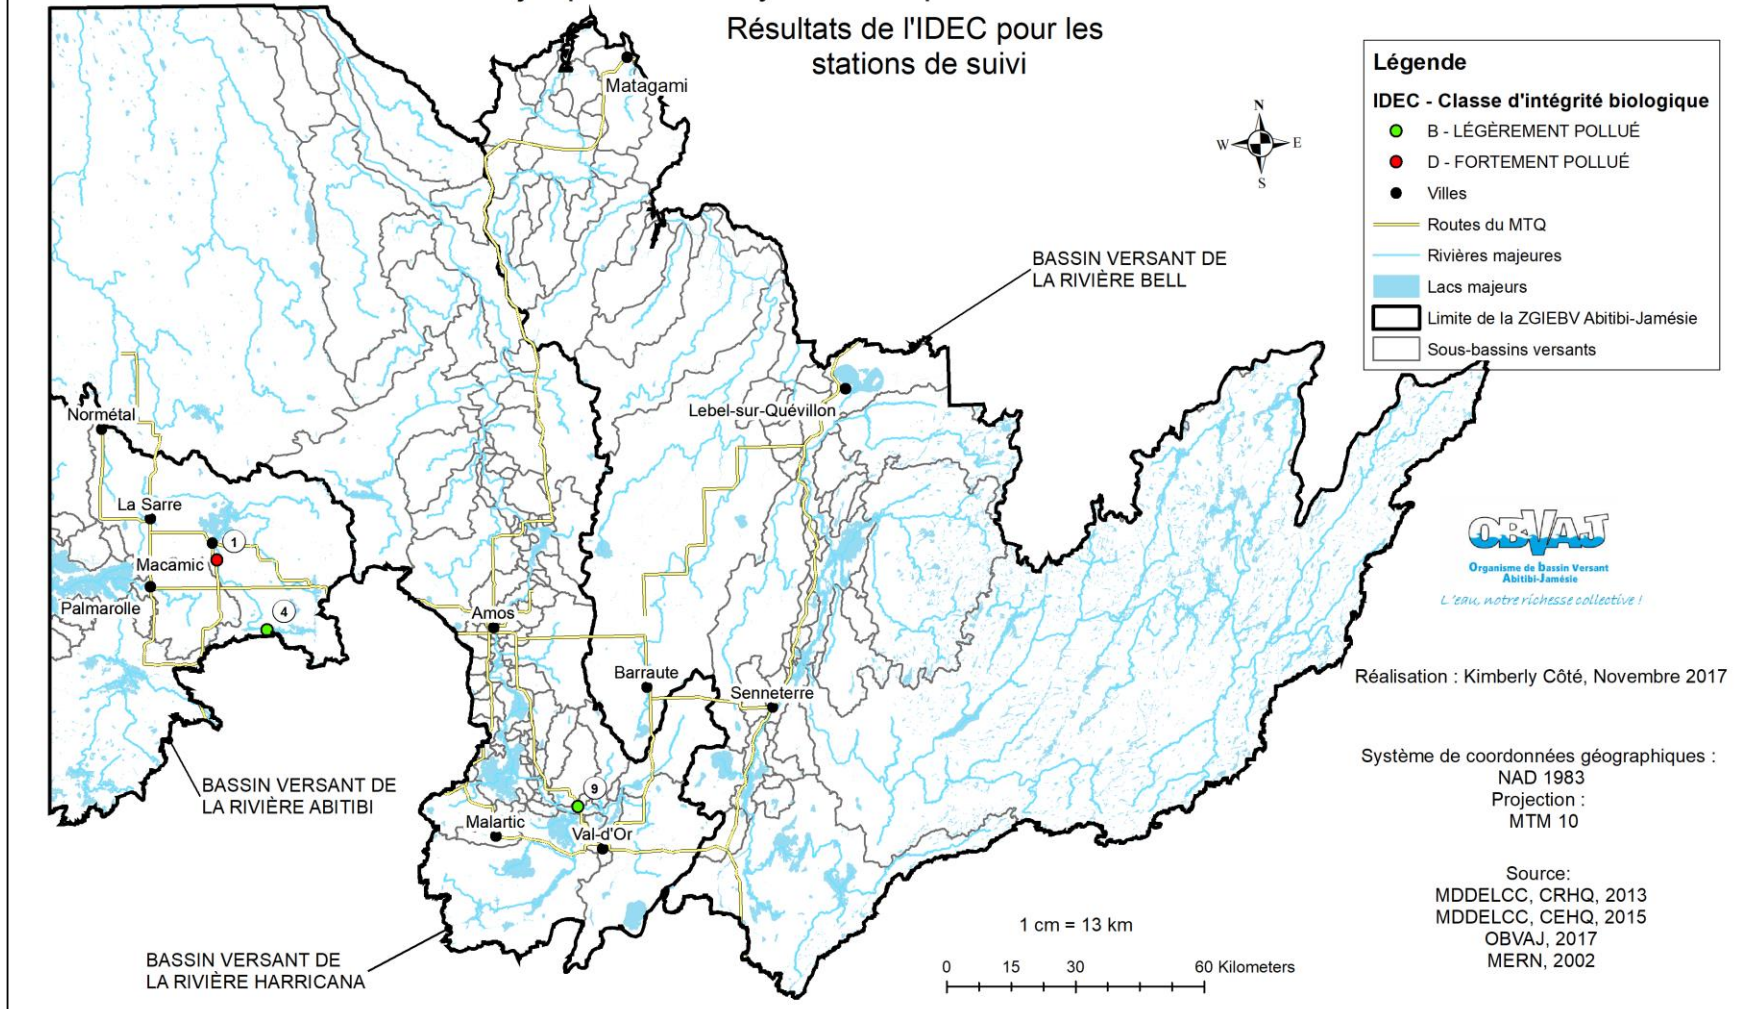 Résultats de l'IDEC pour les
stations de suivi
Légende
IDEC - Classe d'intégrité biologique
B - LÉGÈREMENT POLLUÉ
D - FORTEMENT POLLUÉ
Villes
Routes du MTQ
Rivières majeures
Lacs majeurs
Limite de la ZGIEBV Abitibi-Jamésie
Sous-bassins versants
N
W
E
S
Matagami
BASSIN VERSANT DE
LA RIVIÈRE BELL
Normétal
Lebel-sur-Quévillon
La Sarre
1
Macamic
Palmarolle
4
Amos
Barraute
Senneterre
BASSIN VERSANT DE
LA RIVIÈRE ABITIBI
9
Malartic
Val-d'Or
BASSIN VERSANT DE
LA RIVIÈRE HARRICANA
OBVAJ
Organisme de Bassin Versant
Abitibi-Jamésie
L'eau, notre richesse collective !
Réalisation : Kimberly Côté, Novembre 2017
Système de coordonnées géographiques :
NAD 1983
Projection :
MTM 10
Source:
MDDELCC, CRHQ, 2013
MDDELCC, CEHQ, 2015
OBVAJ, 2017
MERN, 2002
1 cm = 13 km
0 15 30 60 Kilometers